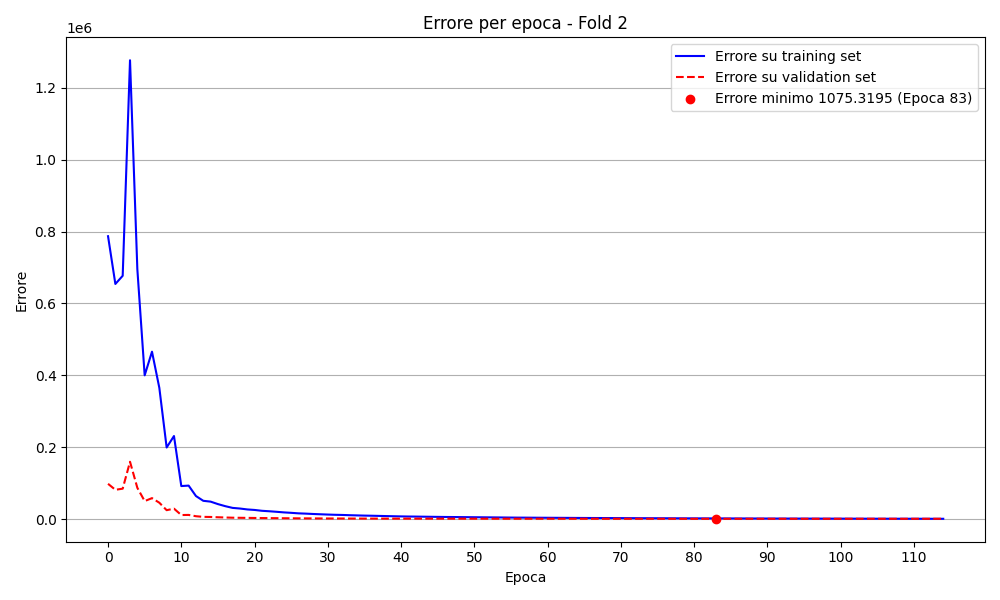 Errore per epoca - Fold 2
1e6
Errore su training set
Errore su validation set
Errore minimo 1075.3195 (Epoca 83)
1.2
1.0
0.8
0.6
0.4
0.2
0.0
Errore
0 10 20 30 40 50 60 70 80 90 100 110
Epoca